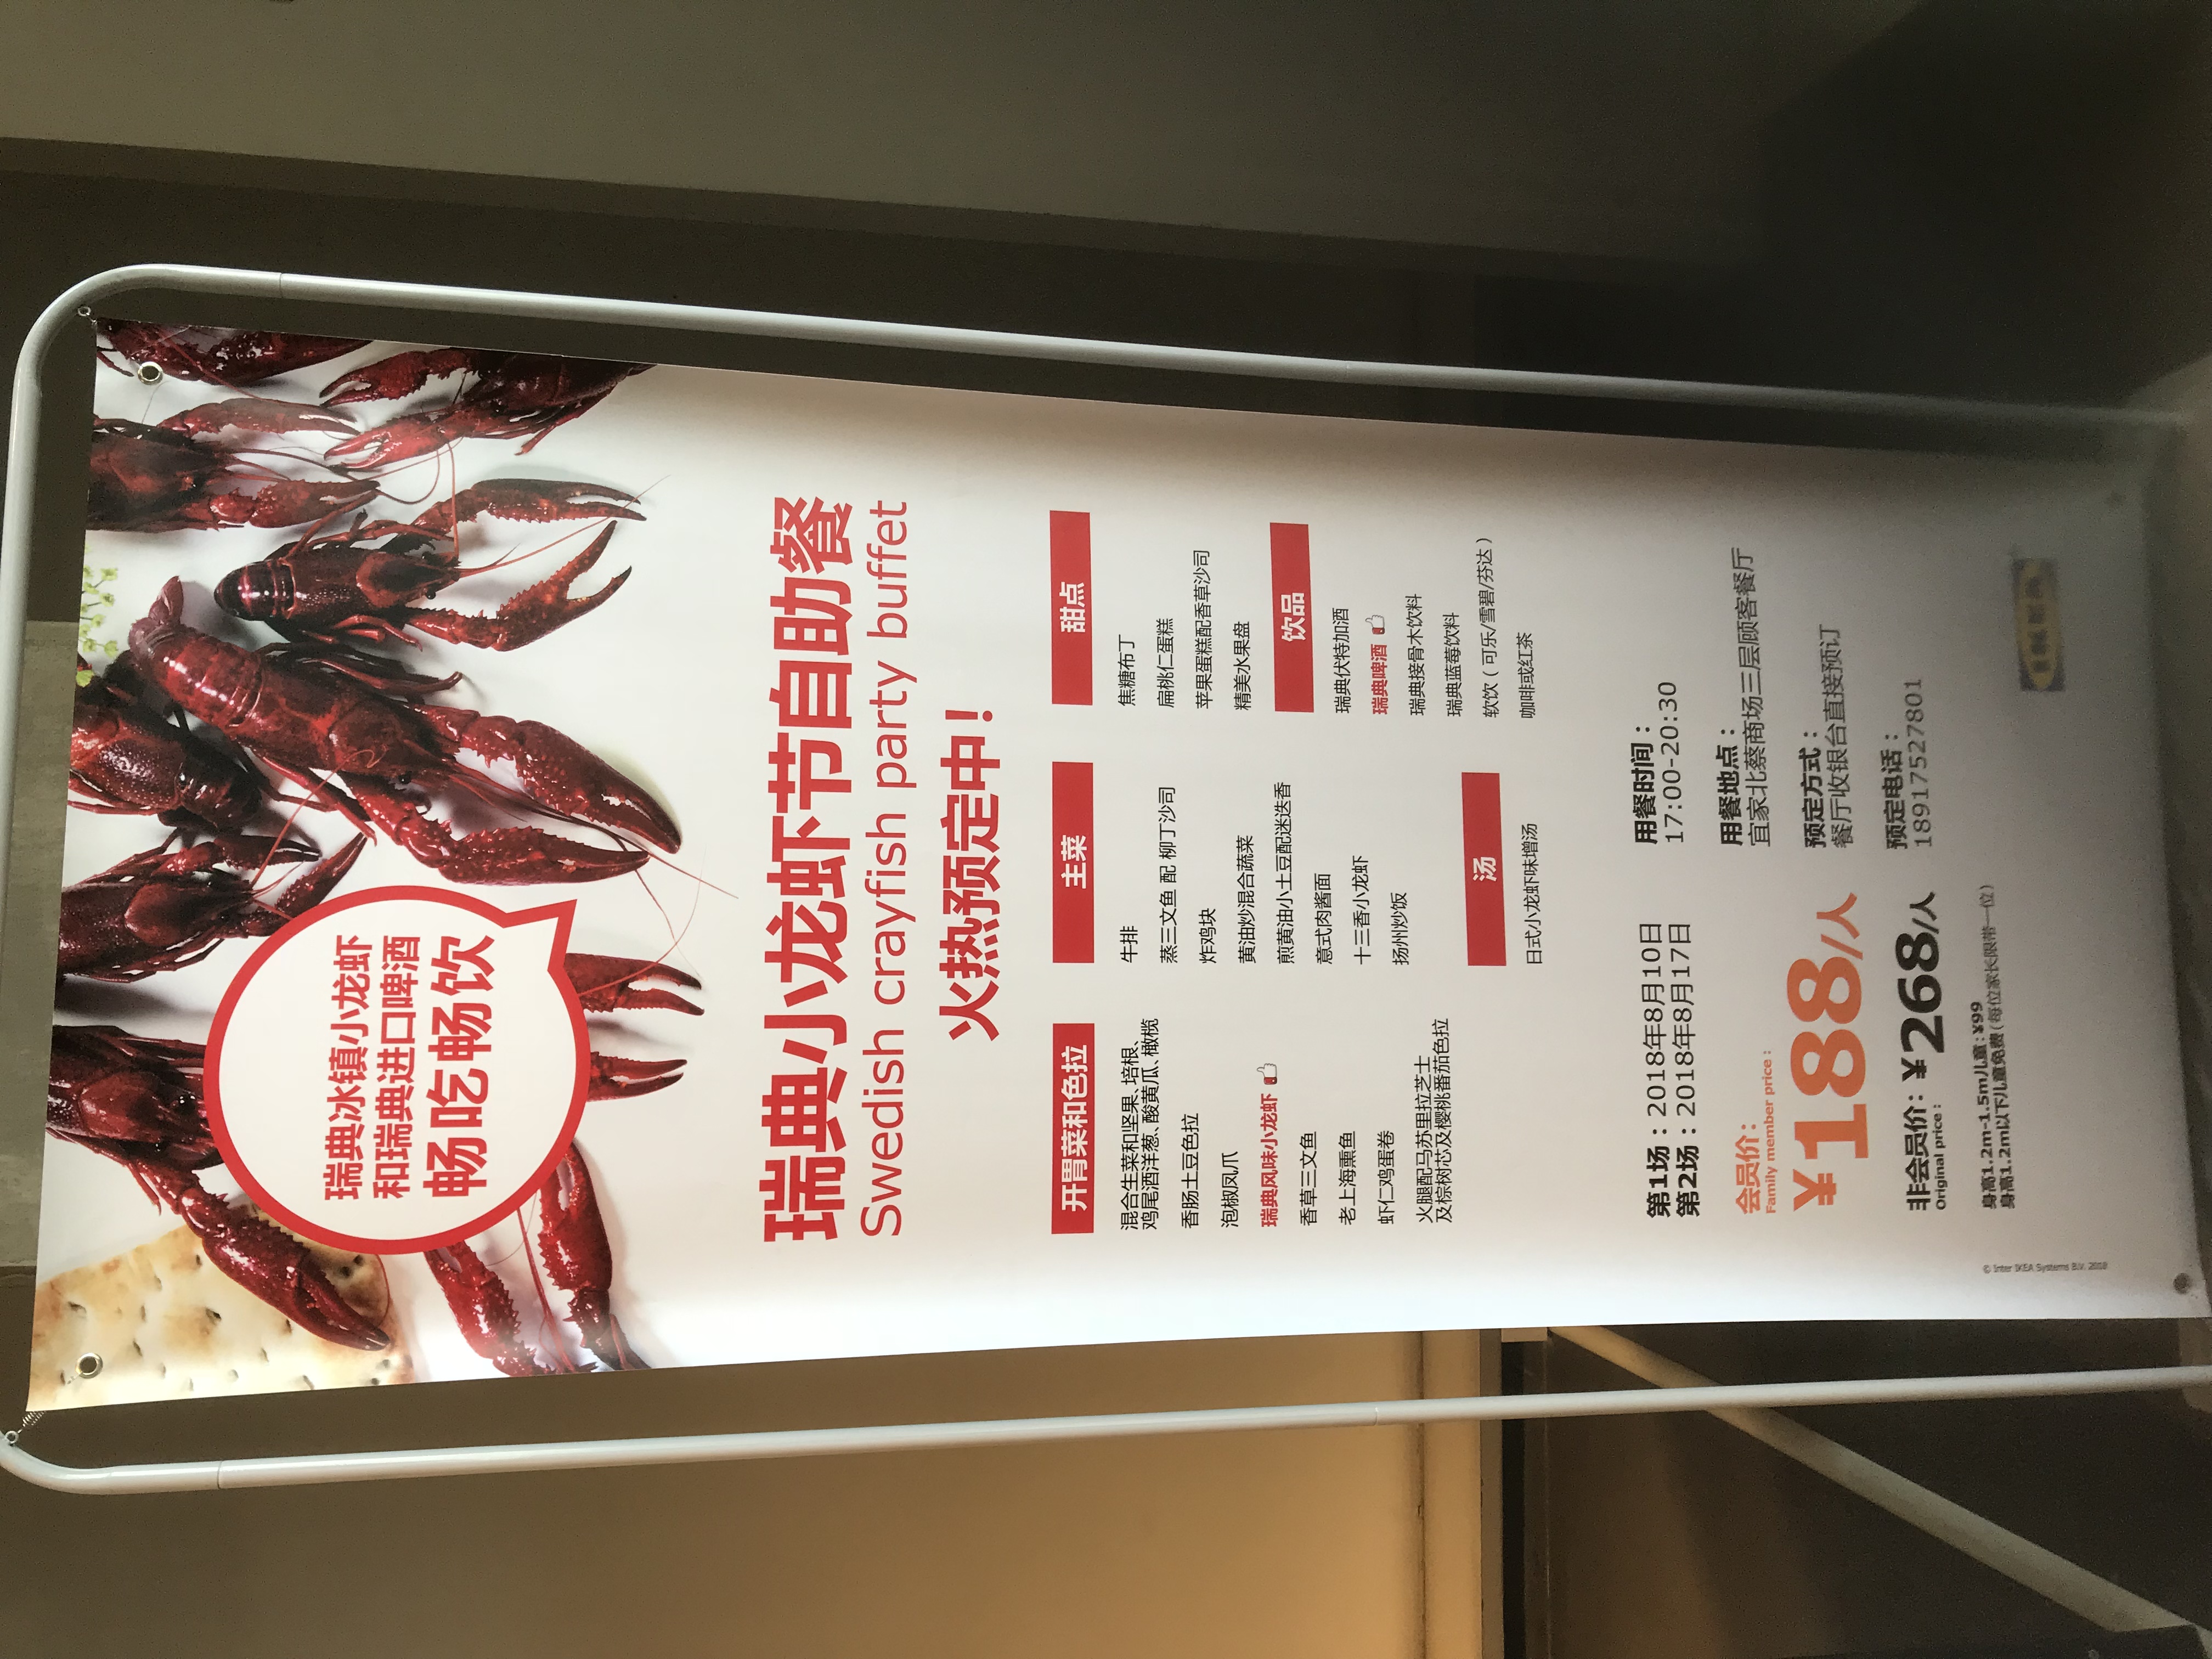 瑞典冰镇小龙虾
和瑞典进口啤酒
畅吃畅饮
瑞典小龙虾节自助餐
Swedish crayfish party buffet
火热预定中！
开胃菜和色拉
混合生菜和坚果、培根、
鸡尾酒洋葱、酸黄瓜、橄榄
香肠土豆色拉
泡椒凤爪
瑞典风味小龙虾
香草三文鱼
老上海熏鱼
虾仁鸡蛋卷
火腿配马苏里拉芝士
及棕树芯及樱桃番茄色拉
主菜
牛排
蒸三文鱼 配 柳丁沙司
炸鸡块
黄油炒混合蔬菜
煎黄油小土豆配迷迭香
意式肉酱面
十三香小龙虾
扬州炒饭
汤
日式小龙虾味增汤
甜点
焦糖布丁
扁桃仁蛋糕
苹果蛋糕配香草沙司
精美水果盘
饮品
瑞典伏特加酒
瑞典啤酒
瑞典接骨木饮料
瑞典蓝莓饮料
软饮（可乐/雪碧/芬达）
咖啡或红茶
第1场：2018年8月10日
第2场：2018年8月17日
会员价：
Family member price :
¥188/人
非会员价：¥268/人
Original price :
身高1.2m-1.5m儿童：¥99
身高1.2m以下儿童免费（每位家长限带一位）
用餐时间：
17:00-20:30
用餐地点：
宜家北蔡商场三层顾客餐厅
预定方式：
餐厅收银台直接预订
预定电话：
18917527801
© Inter IKEA Systems B.V. 2018
IKEA